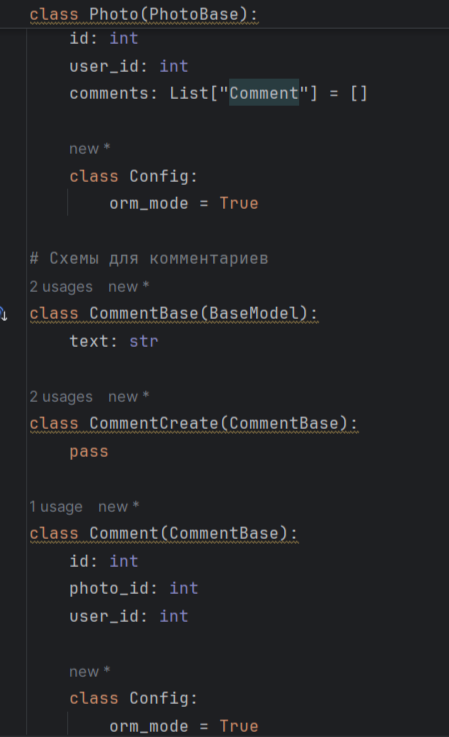 class Photo(PhotoBase):
id: int
user_id: int
comments: List["Comment"] = []
new *
class Config:
orm_mode = True
# Схемы для комментариев
2 usages new *
class CommentBase(BaseModel):
text: str
2 usages new *
class CommentCreate(CommentBase):
pass
1 usage new *
class Comment(CommentBase):
id: int
photo_id: int
user_id: int
new *
class Config:
orm_mode = True